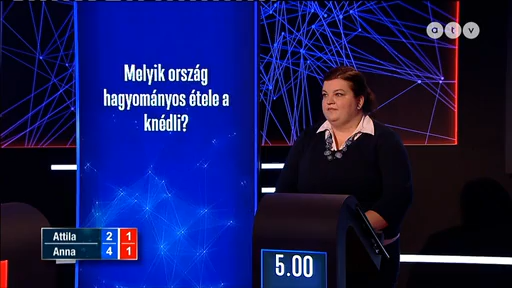 atv
Melyik ország
hagyományos étele a
knédli?
Attila 2 1
Anna 4 1
5.00